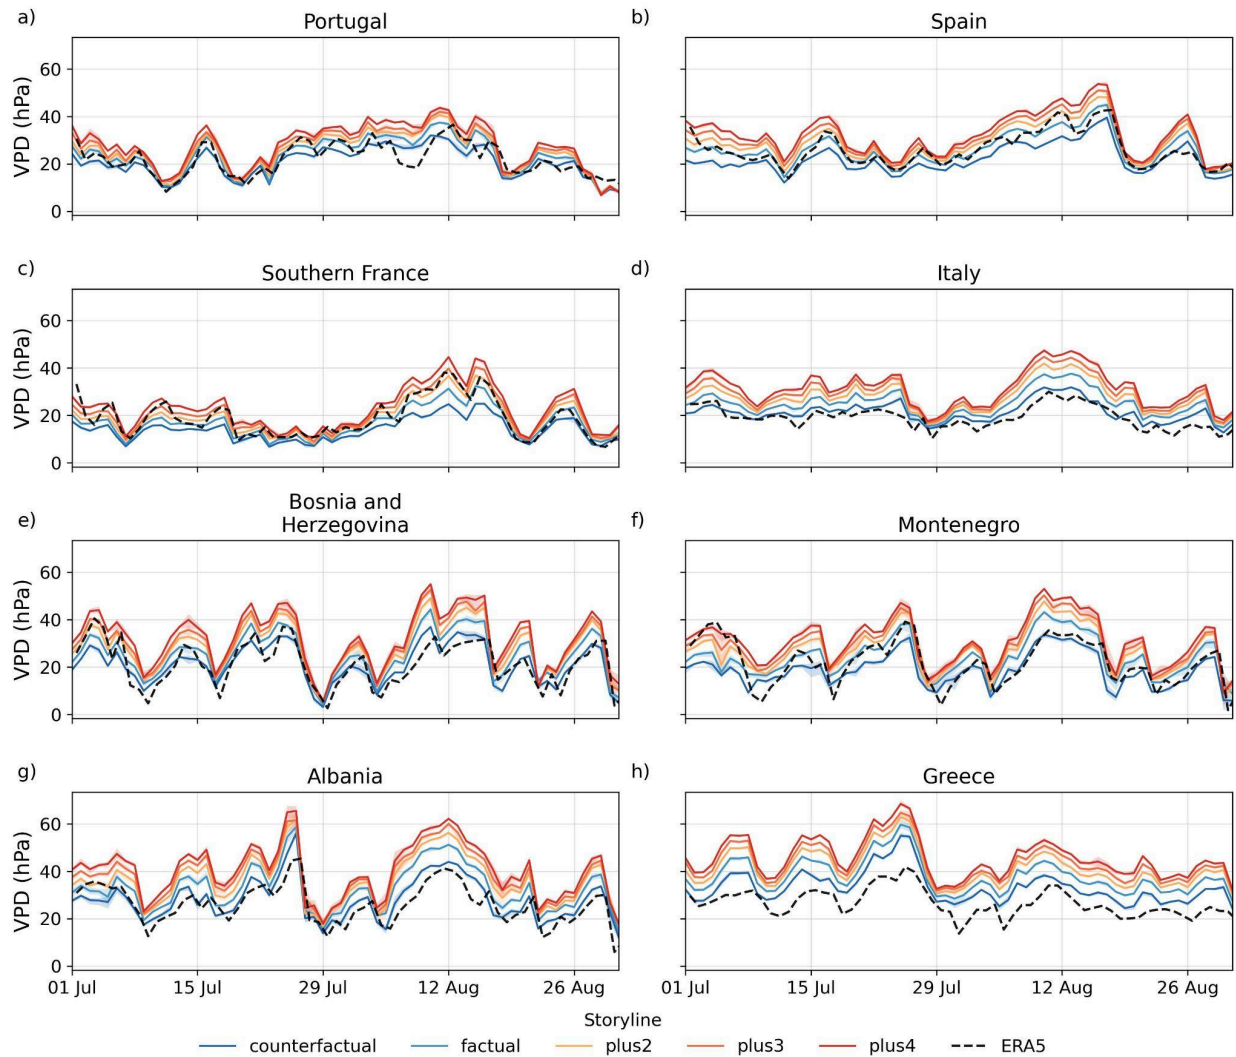 a)
Portugal
b)
Spain
VPD (hPa)
60
40
20
0
c)
Southern France
d)
Italy
VPD (hPa)
60
40
20
0
e)
Bosnia and
Herzegovina
f)
Montenegro
VPD (hPa)
60
40
20
0
g)
Albania
h)
Greece
VPD (hPa)
60
40
20
0
01 Jul
15 Jul
29 Jul
12 Aug
26 Aug
01 Jul
15 Jul
29 Jul
12 Aug
26 Aug
Storyline
counterfactual
factual
plus2
plus3
plus4
ERA5